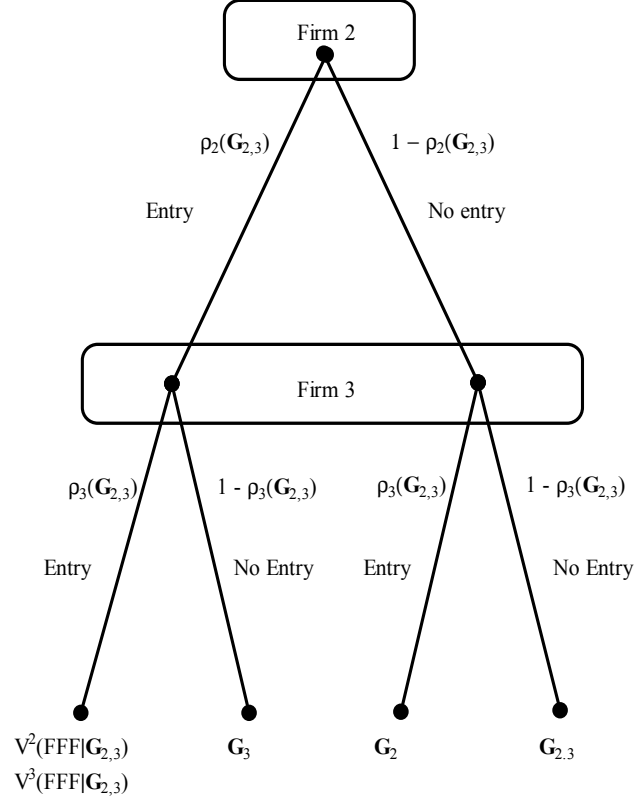 Firm 2
ρ₂(G₂,₃)
1 – ρ₂(G₂,₃)
Entry
No entry
Firm 3
ρ₃(G₂,₃)
1 - ρ₃(G₂,₃)
ρ₃(G₂,₃)
1 - ρ₃(G₂,₃)
Entry
No Entry
Entry
No Entry
V²(FFF|G₂,₃)
G₃
G₂
G₂.₃
V³(FFF|G₂,₃)